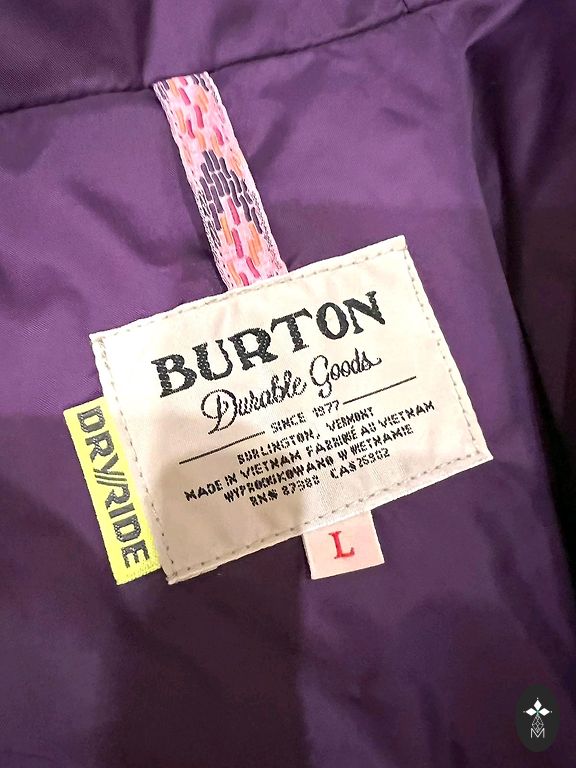 BURTON
Durable Goods
SINCE 1977
BURLINGTON, VERMONT
MADE IN VIETNAM FABRIQUÉ AU VIETNAM
WYPRODUKOWANO W WIETNAMIE
RN# 87388 CA#25802
DRY//RIDE
L
M